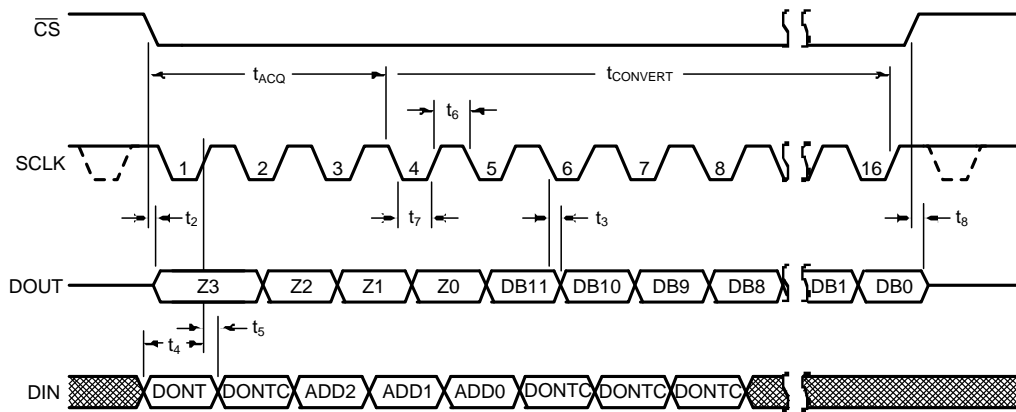 CS
tACQ
tCONVERT
t6
SCLK
1 2 3 4 5 6 7 8 16
t2
t7
t3
t8
DOUT
Z3 Z2 Z1 Z0 DB11 DB10 DB9 DB8 DB1 DB0
t4
t5
DIN
DONT DONTC ADD2 ADD1 ADD0 DONTC DONTC DONTC